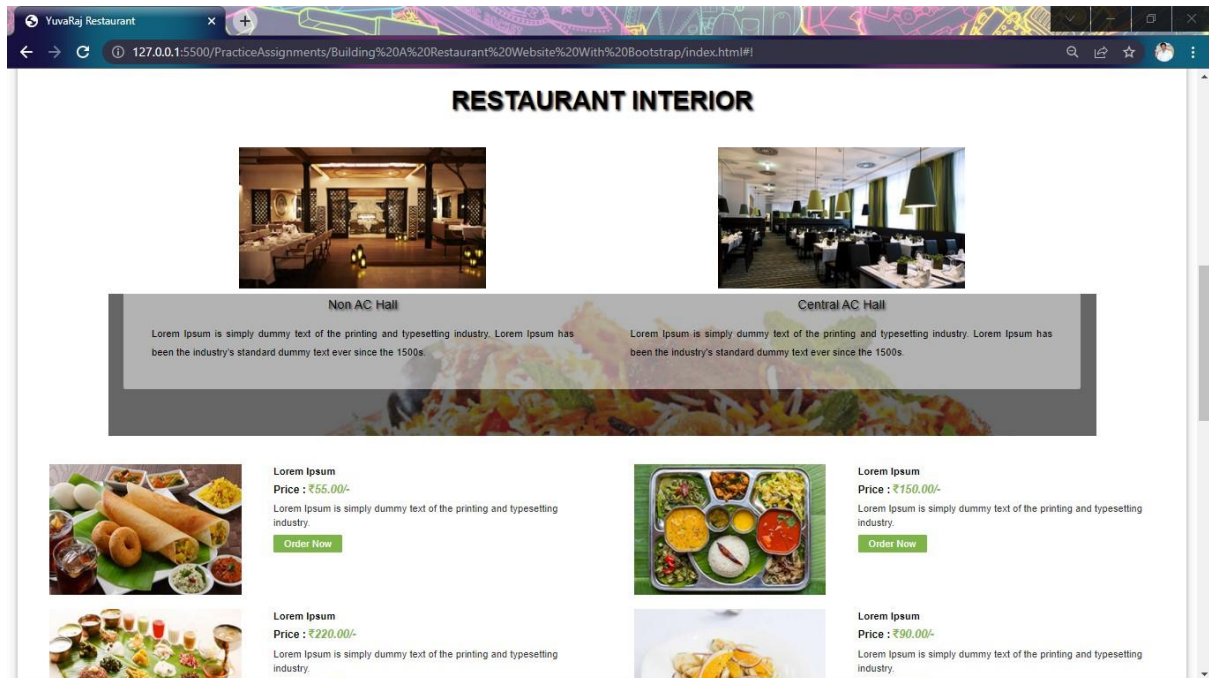 YuvaRaj Restaurant
127.0.0.1:5500/PracticeAssignments/Building%20A%20Restaurant%20Website%20With%20Bootstrap/index.html#!
RESTAURANT INTERIOR
Non AC Hall
Lorem Ipsum is simply dummy text of the printing and typesetting industry. Lorem Ipsum has
been the industry's standard dummy text ever since the 1500s.
Central AC Hall
Lorem Ipsum is simply dummy text of the printing and typesetting industry. Lorem Ipsum has
been the industry's standard dummy text ever since the 1500s.
Lorem Ipsum
Price : ₹55.00/-
Lorem Ipsum is simply dummy text of the printing and typesetting
industry.
Order Now
Lorem Ipsum
Price : ₹150.00/-
Lorem Ipsum is simply dummy text of the printing and typesetting
industry.
Order Now
Lorem Ipsum
Price : ₹220.00/-
Lorem Ipsum is simply dummy text of the printing and typesetting
industry.
Lorem Ipsum
Price : ₹90.00/-
Lorem Ipsum is simply dummy text of the printing and typesetting
industry.